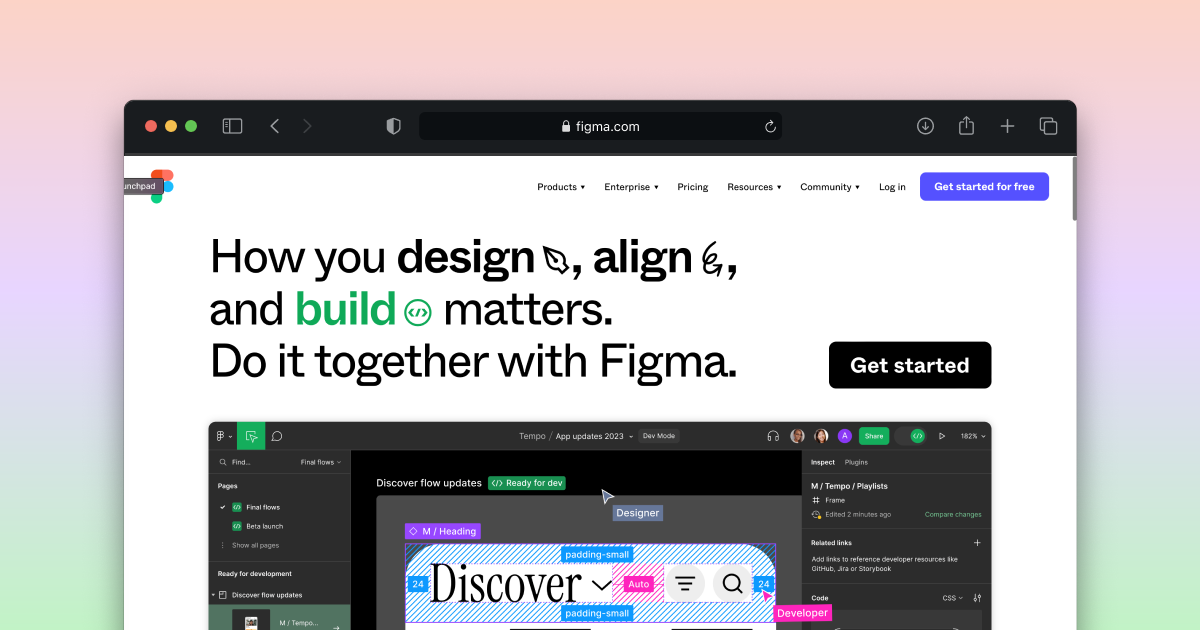 figma.com
unchpad
Products Enterprise Pricing Resources Community Log in Get started for free
How you design, align,
and build matters.
Do it together with Figma.
Get started
Tempo / App updates 2023 Dev Mode
A Share 182%
Find... Final flows
Inspect Plugins
Pages
Final flows
Beta launch
Show all pages
Ready for development
Discover flow updates
M / Tempo...
Discover flow updates Ready for dev
Designer
M / Heading
padding-small
24 Discover Auto 24
padding-small
Developer
M / Tempo / Playlists
Frame
Edited 2 minutes ago Compare changes
Related links
Add links to reference developer resources like
GitHub, Jira or Storybook
Code CSS